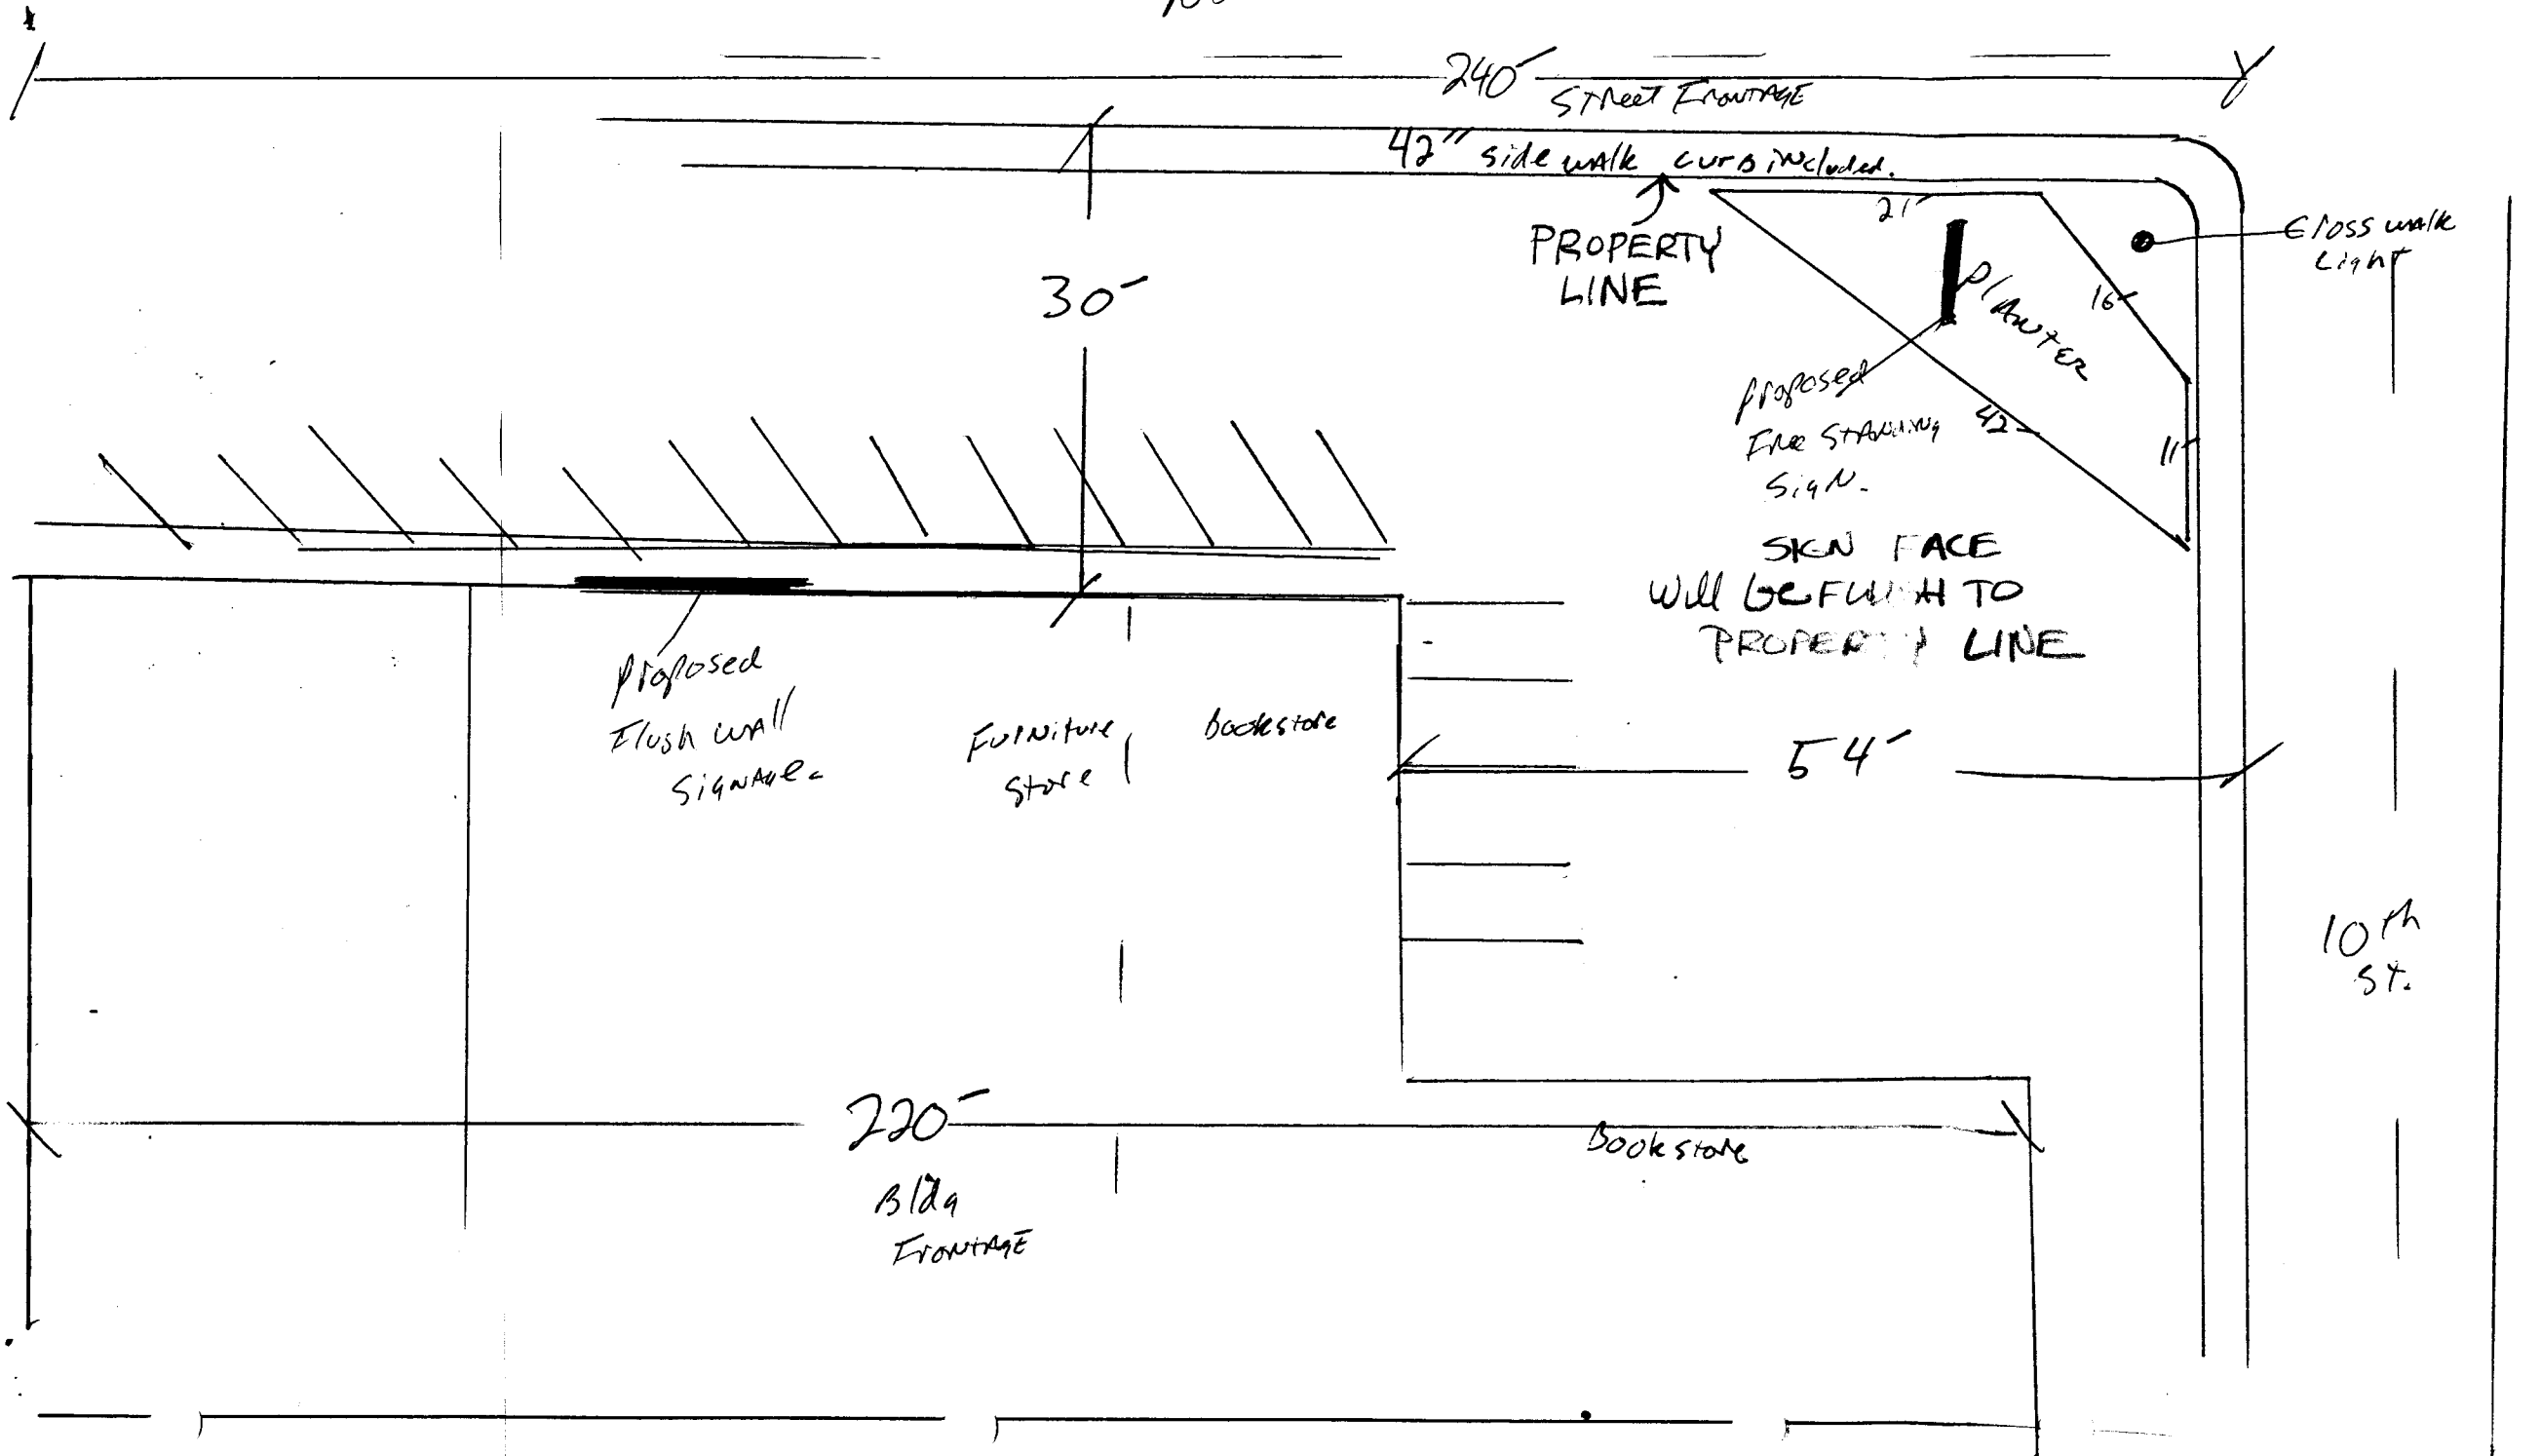 240'
Street Frontage
42" side walk curb included.
PROPERTY
LINE
21'
Planter
16'
42'
11'
Cross walk
Light
30'
proposed
Free Standing
Sign.
SIGN FACE
Will be FLUSH TO
PROPERTY LINE
proposed
Flush wall
Signage.
Furniture
Store
bookstore
54'
10th
St.
220'
Bldg
Frontage
Bookstore